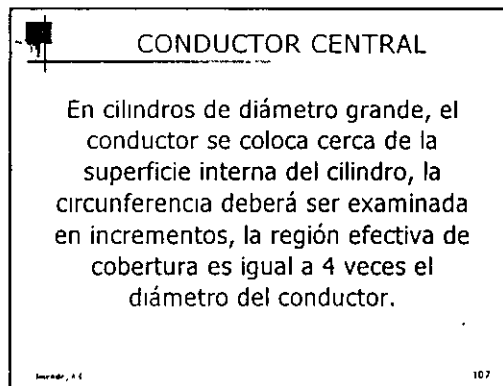 CONDUCTOR CENTRAL
En cilindros de diámetro grande, el
conductor se coloca cerca de la
superficie interna del cilindro, la
circunferencia deberá ser examinada
en incrementos, la región efectiva de
cobertura es igual a 4 veces el
diámetro del conductor.
107